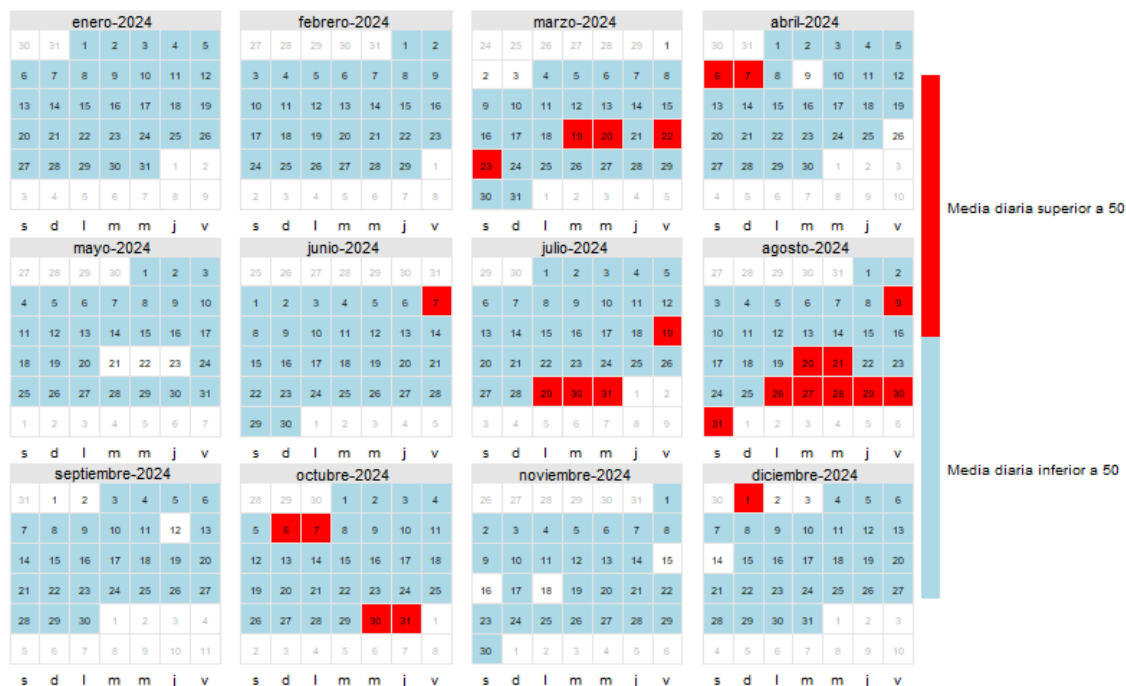 enero-2024
30 31 1 2 3 4 5
6 7 8 9 10 11 12
13 14 15 16 17 18 19
20 21 22 23 24 25 26
27 28 29 30 31 1 2
3 4 5 6 7 8 9
s d l m m j v
febrero-2024
27 28 29 30 31 1 2
3 4 5 6 7 8 9
10 11 12 13 14 15 16
17 18 19 20 21 22 23
24 25 26 27 28 29 1
2 3 4 5 6 7 8
s d l m m j v
marzo-2024
24 25 26 27 28 29 1
2 3 4 5 6 7 8
9 10 11 12 13 14 15
16 17 18 19 20 21 22
23 24 25 26 27 28 29
30 31 1 2 3 4 5
s d l m m j v
abril-2024
30 31 1 2 3 4 5
6 7 8 9 10 11 12
13 14 15 16 17 18 19
20 21 22 23 24 25 26
27 28 29 30 1 2 3
4 5 6 7 8 9 10
s d l m m j v
mayo-2024
27 28 29 30 1 2 3
4 5 6 7 8 9 10
11 12 13 14 15 16 17
18 19 20 21 22 23 24
25 26 27 28 29 30 31
1 2 3 4 5 6 7
s d l m m j v
junio-2024
25 26 27 28 29 30 31
1 2 3 4 5 6 7
8 9 10 11 12 13 14
15 16 17 18 19 20 21
22 23 24 25 26 27 28
29 30 1 2 3 4 5
s d l m m j v
julio-2024
29 30 1 2 3 4 5
6 7 8 9 10 11 12
13 14 15 16 17 18 19
20 21 22 23 24 25 26
27 28 29 30 31 1 2
3 4 5 6 7 8 9
s d l m m j v
agosto-2024
27 28 29 30 31 1 2
3 4 5 6 7 8 9
10 11 12 13 14 15 16
17 18 19 20 21 22 23
24 25 26 27 28 29 30
31 1 2 3 4 5 6
s d l m m j v
septiembre-2024
31 1 2 3 4 5 6
7 8 9 10 11 12 13
14 15 16 17 18 19 20
21 22 23 24 25 26 27
28 29 30 1 2 3 4
5 6 7 8 9 10 11
s d l m m j v
octubre-2024
28 29 30 1 2 3 4
5 6 7 8 9 10 11
12 13 14 15 16 17 18
19 20 21 22 23 24 25
26 27 28 29 30 31 1
2 3 4 5 6 7 8
s d l m m j v
noviembre-2024
26 27 28 29 30 31 1
2 3 4 5 6 7 8
9 10 11 12 13 14 15
16 17 18 19 20 21 22
23 24 25 26 27 28 29
30 1 2 3 4 5 6
s d l m m j v
diciembre-2024
30 1 2 3 4 5 6
7 8 9 10 11 12 13
14 15 16 17 18 19 20
21 22 23 24 25 26 27
28 29 30 31 1 2 3
4 5 6 7 8 9 10
s d l m m j v
Media diaria superior a 50
Media diaria inferior a 50